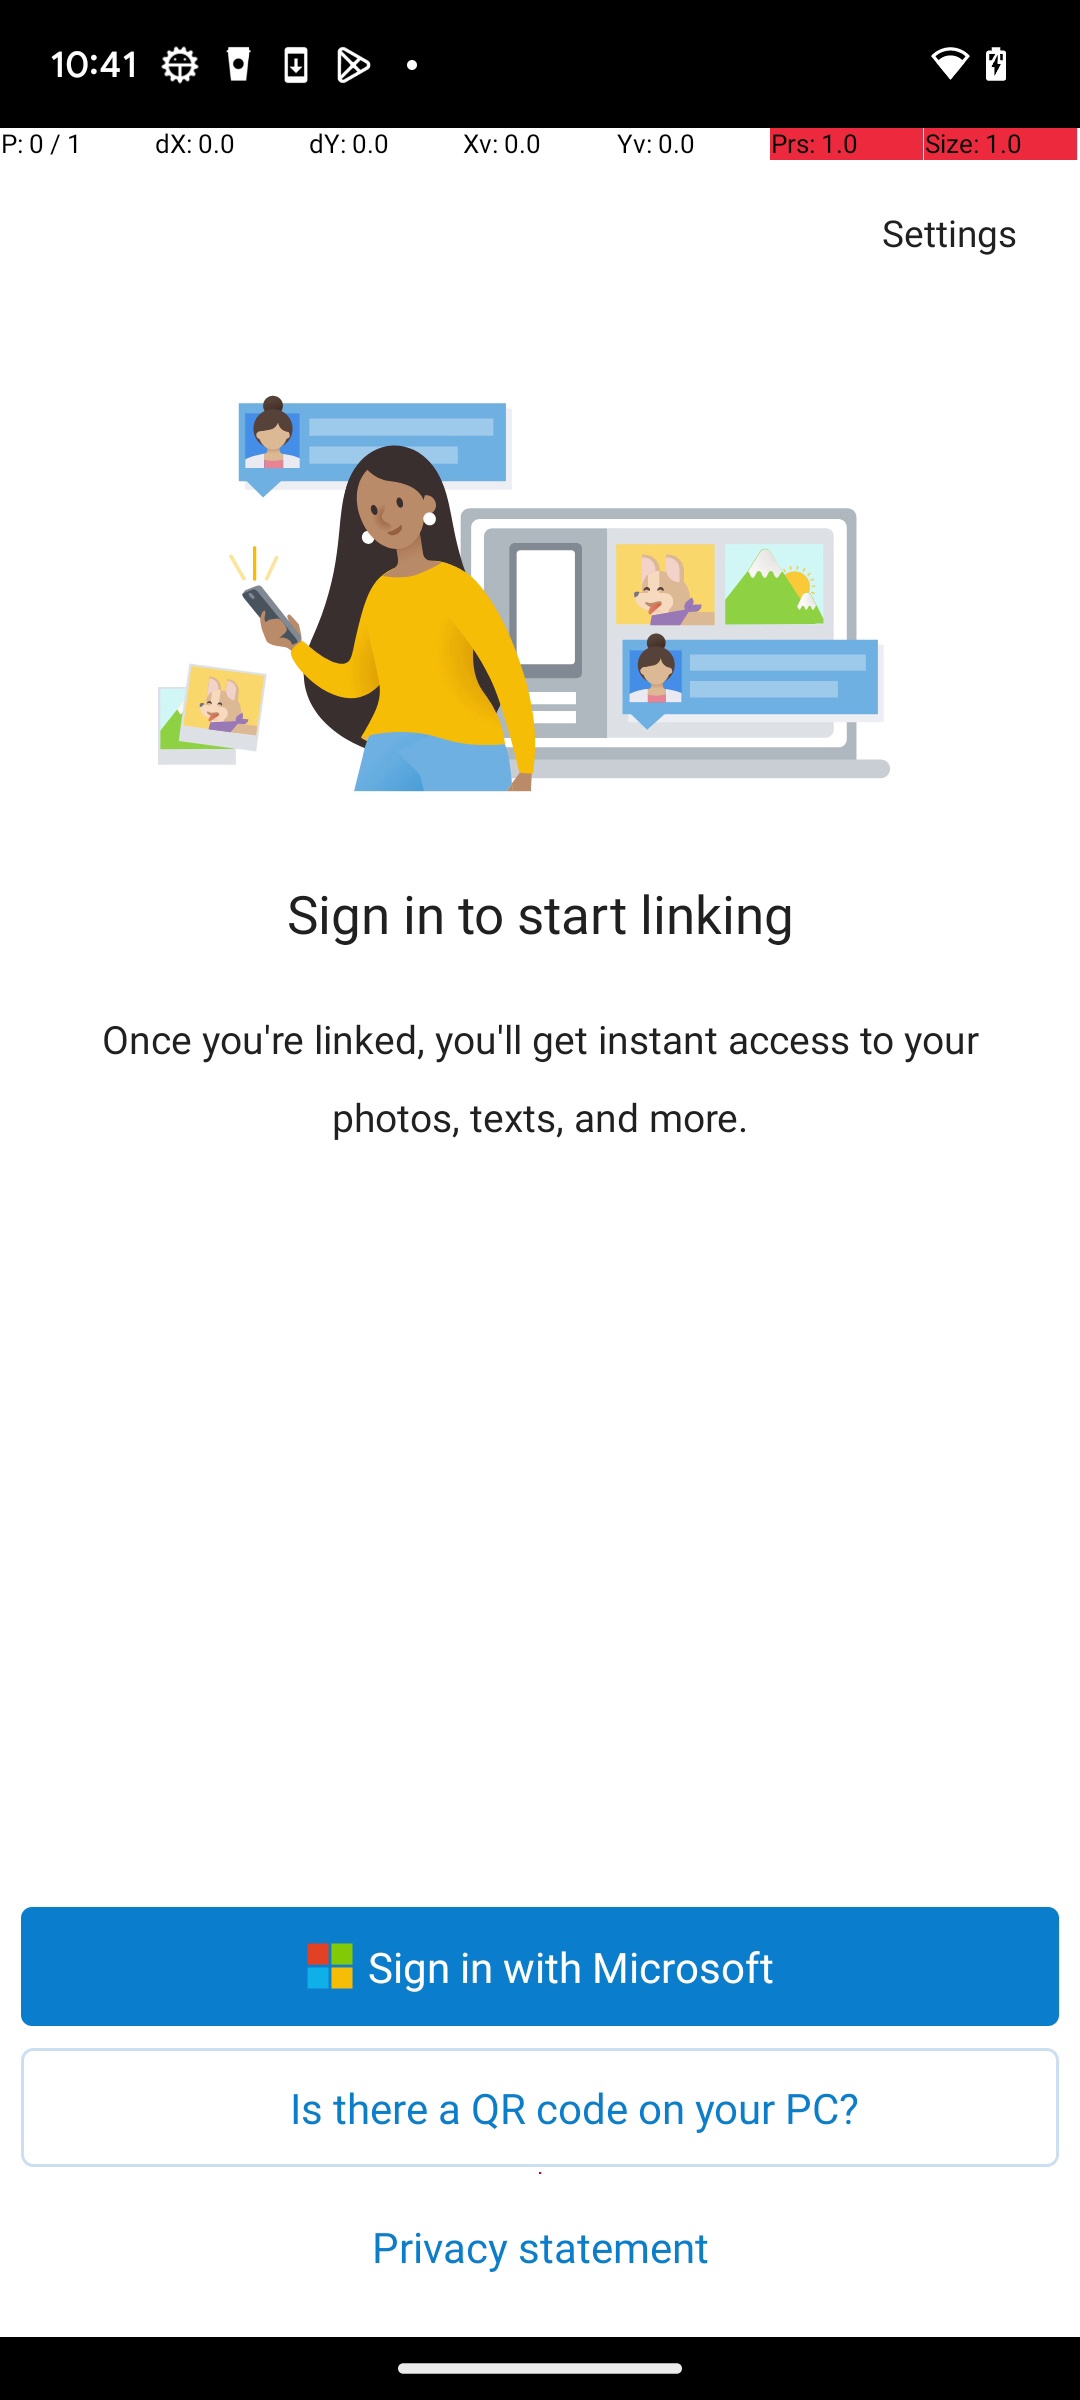 10:41
P: 0 / 1 dX: 0.0 dY: 0.0 Xv: 0.0 Yv: 0.0 Prs: 1.0 Size: 1.0
Settings
Sign in to start linking
Once you're linked, you'll get instant access to your
photos, texts, and more.
Sign in with Microsoft
Is there a QR code on your PC?
Privacy statement